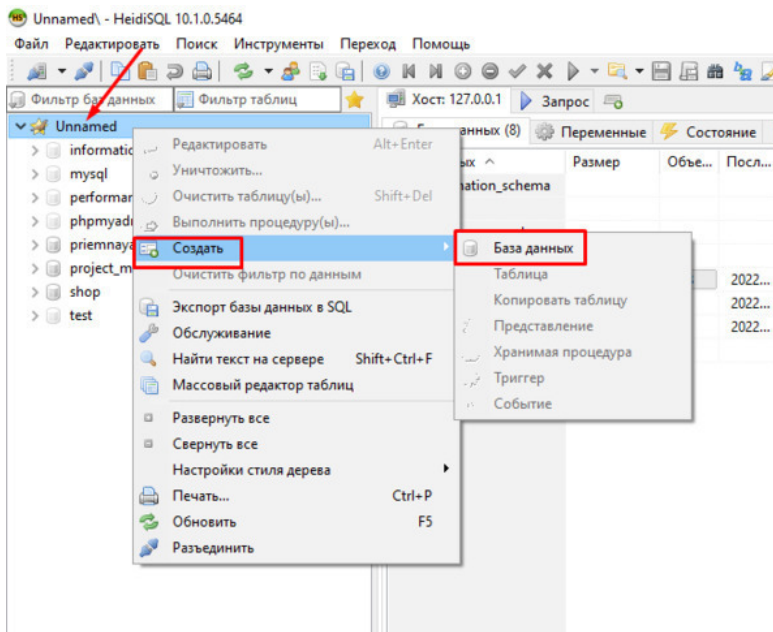 Unnamed\ - HeidiSQL 10.1.0.5464
Файл Редактировать Поиск Инструменты Переход Помощь
Фильтр баз данных Фильтр таблиц Хост: 127.0.0.1 Запрос
Unnamed
анных (8) Переменные Состояние
ых Размер Объе... Посл...
informatic
mysql
performar
phpmyad
priemnaya
project_m
shop
test
Редактировать Alt+Enter
Уничтожить...
Очистить таблицу(ы)... Shift+Del
Выполнить процедуру(ы)...
Создать
Очистить фильтр по данным
Экспорт базы данных в SQL
Обслуживание
Найти текст на сервере Shift+Ctrl+F
Массовый редактор таблиц
Развернуть все
Свернуть все
Настройки стиля дерева
Печать... Ctrl+P
Обновить F5
Разъединить
База данных
Таблица
Копировать таблицу
Представление
Хранимая процедура
Триггер
Событие
ation_schema
2022...
2022...
2022...